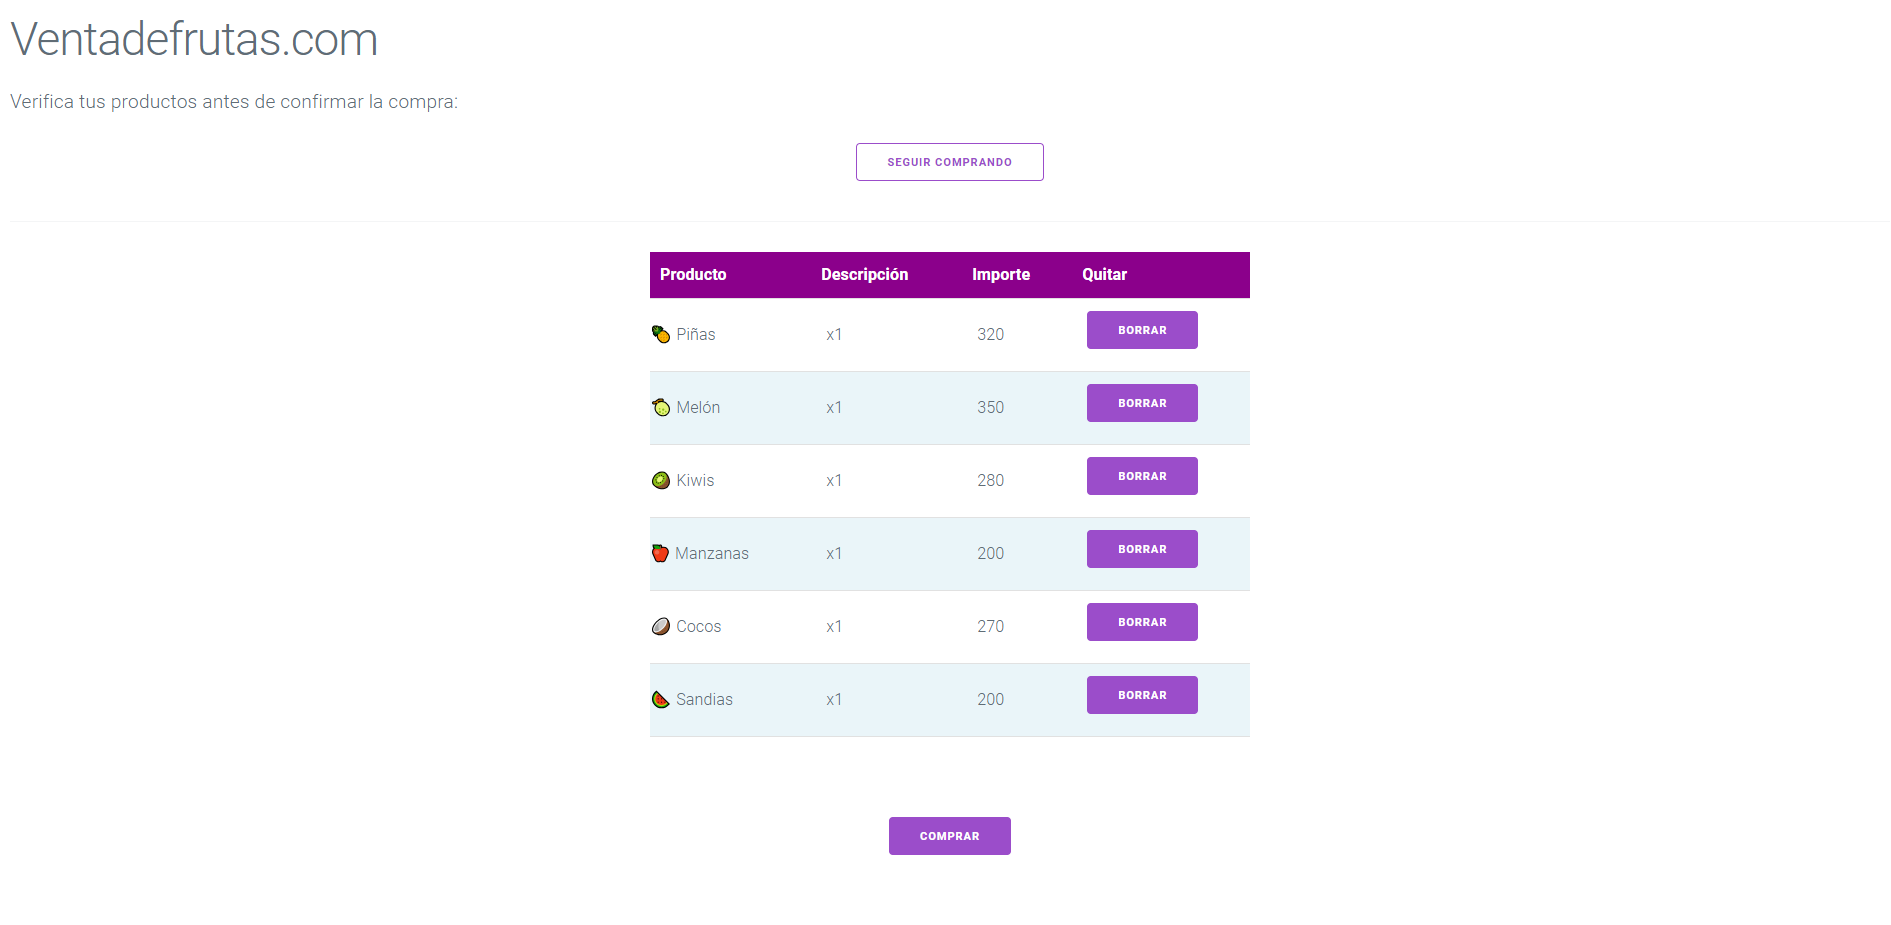 Ventadefrutas.com
Verifica tus productos antes de confirmar la compra:
SEGUIR COMPRANDO
Producto Descripción Importe Quitar
Piñas x1 320 BORRAR
Melón x1 350 BORRAR
Kiwis x1 280 BORRAR
Manzanas x1 200 BORRAR
Cocos x1 270 BORRAR
Sandias x1 200 BORRAR
COMPRAR